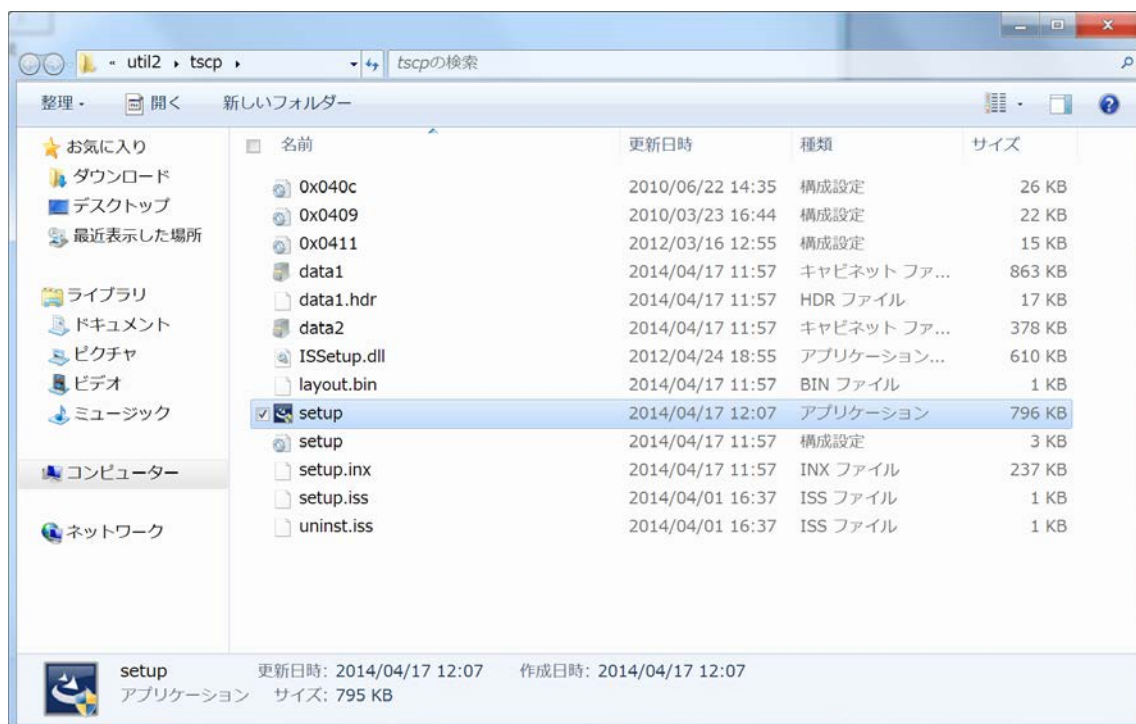 « util2 ▸ tscp ▸ tscpの検索
整理 開く 新しいフォルダー
お気に入り
ダウンロード
デスクトップ
最近表示した場所
ライブラリ
ドキュメント
ピクチャ
ビデオ
ミュージック
コンピューター
ネットワーク
名前 更新日時 種類 サイズ
0x040c 2010/06/22 14:35 構成設定 26 KB
0x0409 2010/03/23 16:44 構成設定 22 KB
0x0411 2012/03/16 12:55 構成設定 15 KB
data1 2014/04/17 11:57 キャビネット ファ... 863 KB
data1.hdr 2014/04/17 11:57 HDR ファイル 17 KB
data2 2014/04/17 11:57 キャビネット ファ... 378 KB
ISSetup.dll 2012/04/24 18:55 アプリケーション... 610 KB
layout.bin 2014/04/17 11:57 BIN ファイル 1 KB
setup 2014/04/17 12:07 アプリケーション 796 KB
setup 2014/04/17 11:57 構成設定 3 KB
setup.inx 2014/04/17 11:57 INX ファイル 237 KB
setup.iss 2014/04/01 16:37 ISS ファイル 1 KB
uninst.iss 2014/04/01 16:37 ISS ファイル 1 KB
setup 更新日時: 2014/04/17 12:07 作成日時: 2014/04/17 12:07
アプリケーション サイズ: 795 KB